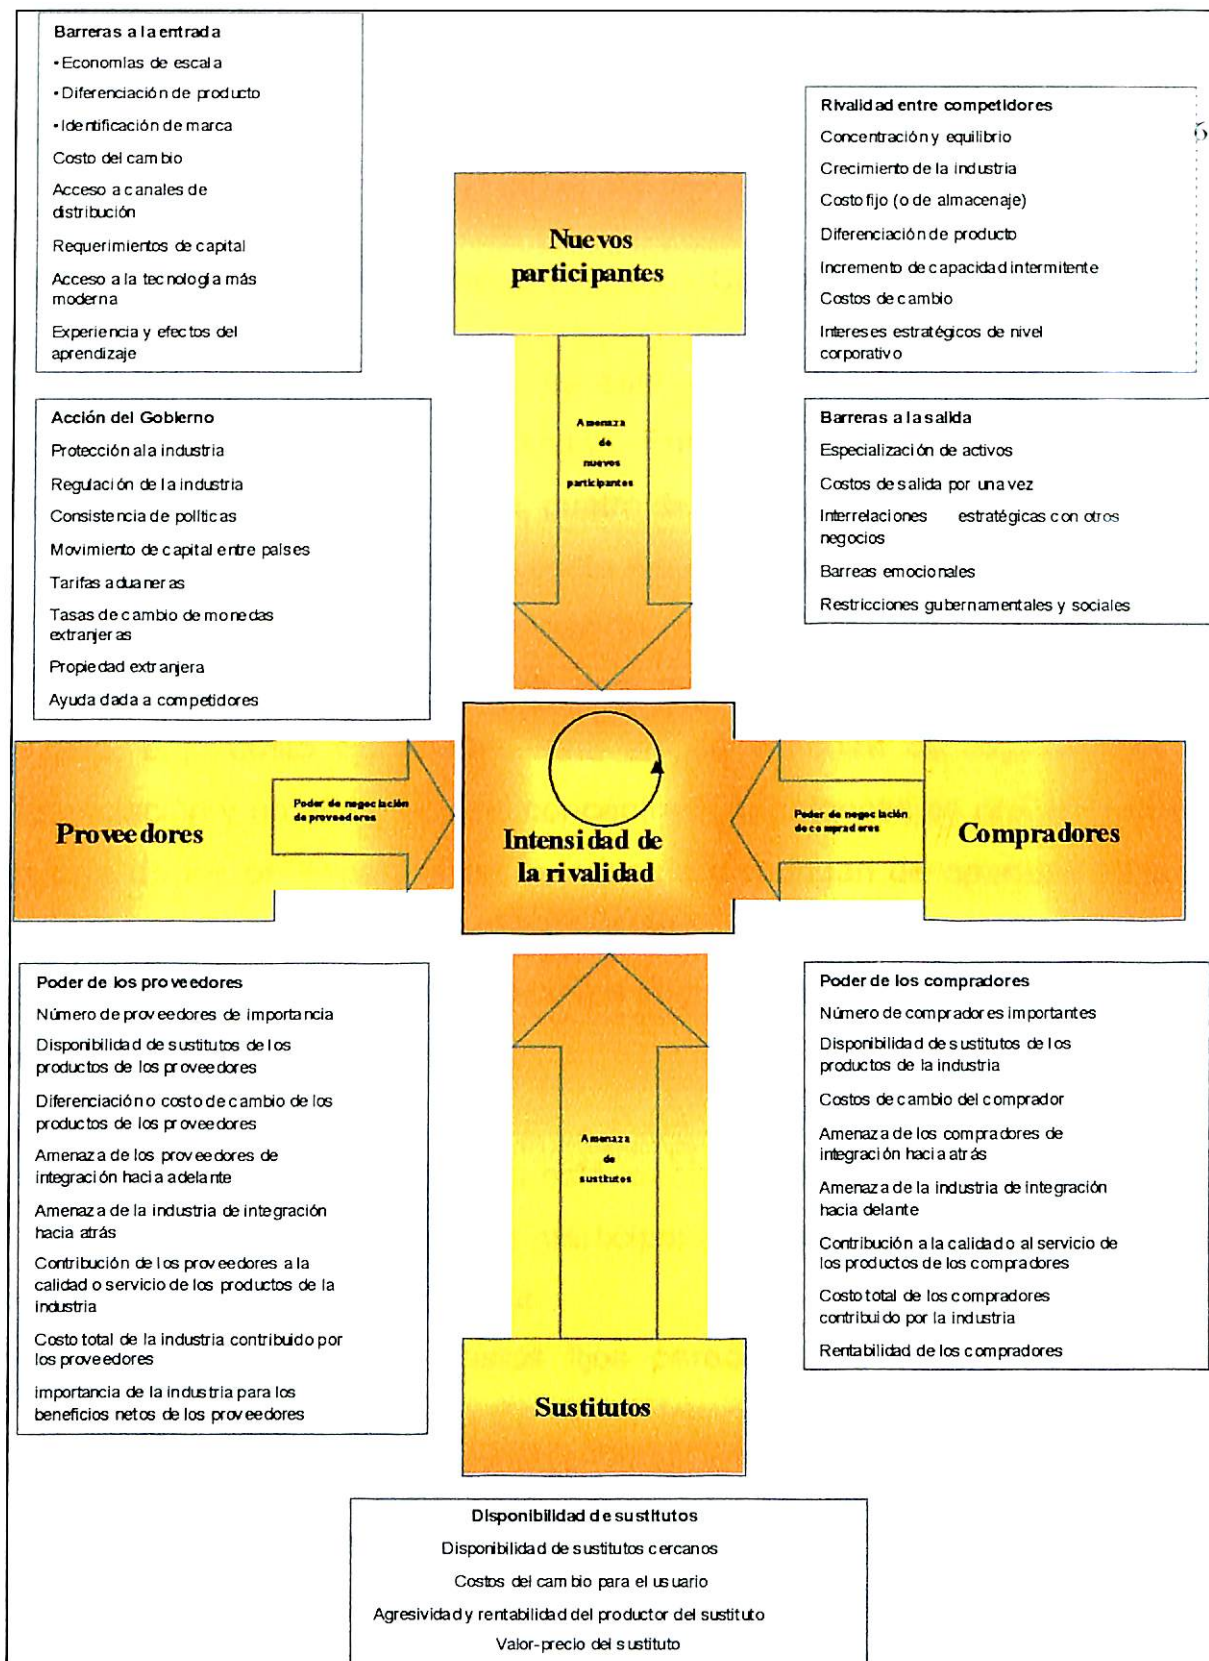 Barreras a la entrada
• Economías de escala
• Diferenciación de producto
• Identificación de marca
Costo del cambio
Acceso a canales de
distribución
Requerimientos de capital
Acceso a la tecnología más
moderna
Experiencia y efectos del
aprendizaje
Rivalidad entre competidores
Concentración y equilibrio
Crecimiento de la industria
Costo fijo (o de almacenaje)
Diferenciación de producto
Incremento de capacidad intermitente
Costos de cambio
Intereses estratégicos de nivel
corporativo
6
Nuevos
participantes
Acción del Gobierno
Protección a la industria
Regulación de la industria
Consistencia de políticas
Movimiento de capital entre países
Tarifas aduaneras
Tasas de cambio de monedas
extranjeras
Propiedad extranjera
Ayuda dada a competidores
Amenaza
de
nuevos
participantes
Barreras a la salida
Especialización de activos
Costos de salida por una vez
Interrelaciones estratégicas con otros
negocios
Barreas emocionales
Restricciones gubernamentales y sociales
Proveedores
Poder de negociación
de proveedores
Intensidad de
la rivalidad
Poder de negociación
de compradores
Compradores
Poder de los proveedores
Número de proveedores de importancia
Disponibilidad de sustitutos de los
productos de los proveedores
Diferenciación o costo de cambio de los
productos de los proveedores
Amenaza de los proveedores de
integración hacia adelante
Amenaza de la industria de integración
hacia atrás
Contribución de los proveedores a la
calidad o servicio de los productos de la
industria
Costo total de la industria contribuido por
los proveedores
importancia de la industria para los
beneficios netos de los proveedores
Amenaza
de
sustitutos
Poder de los compradores
Número de compradores importantes
Disponibilidad de sustitutos de los
productos de la industria
Costos de cambio del comprador
Amenaza de los compradores de
integración hacia atrás
Amenaza de la industria de integración
hacia delante
Contribución a la calidad o al servicio de
los productos de los compradores
Costo total de los compradores
contribuido por la industria
Rentabilidad de los compradores
Sustitutos
Disponibilidad de sustitutos
Disponibilidad de sustitutos cercanos
Costos del cambio para el usuario
Agresividad y rentabilidad del productor del sustituto
Valor-precio del sustituto